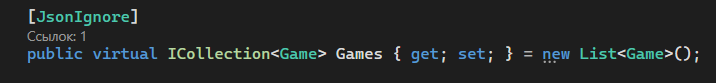 [JsonIgnore]
Ссылок: 1
public virtual ICollection<Game> Games { get; set; } = new List<Game>();